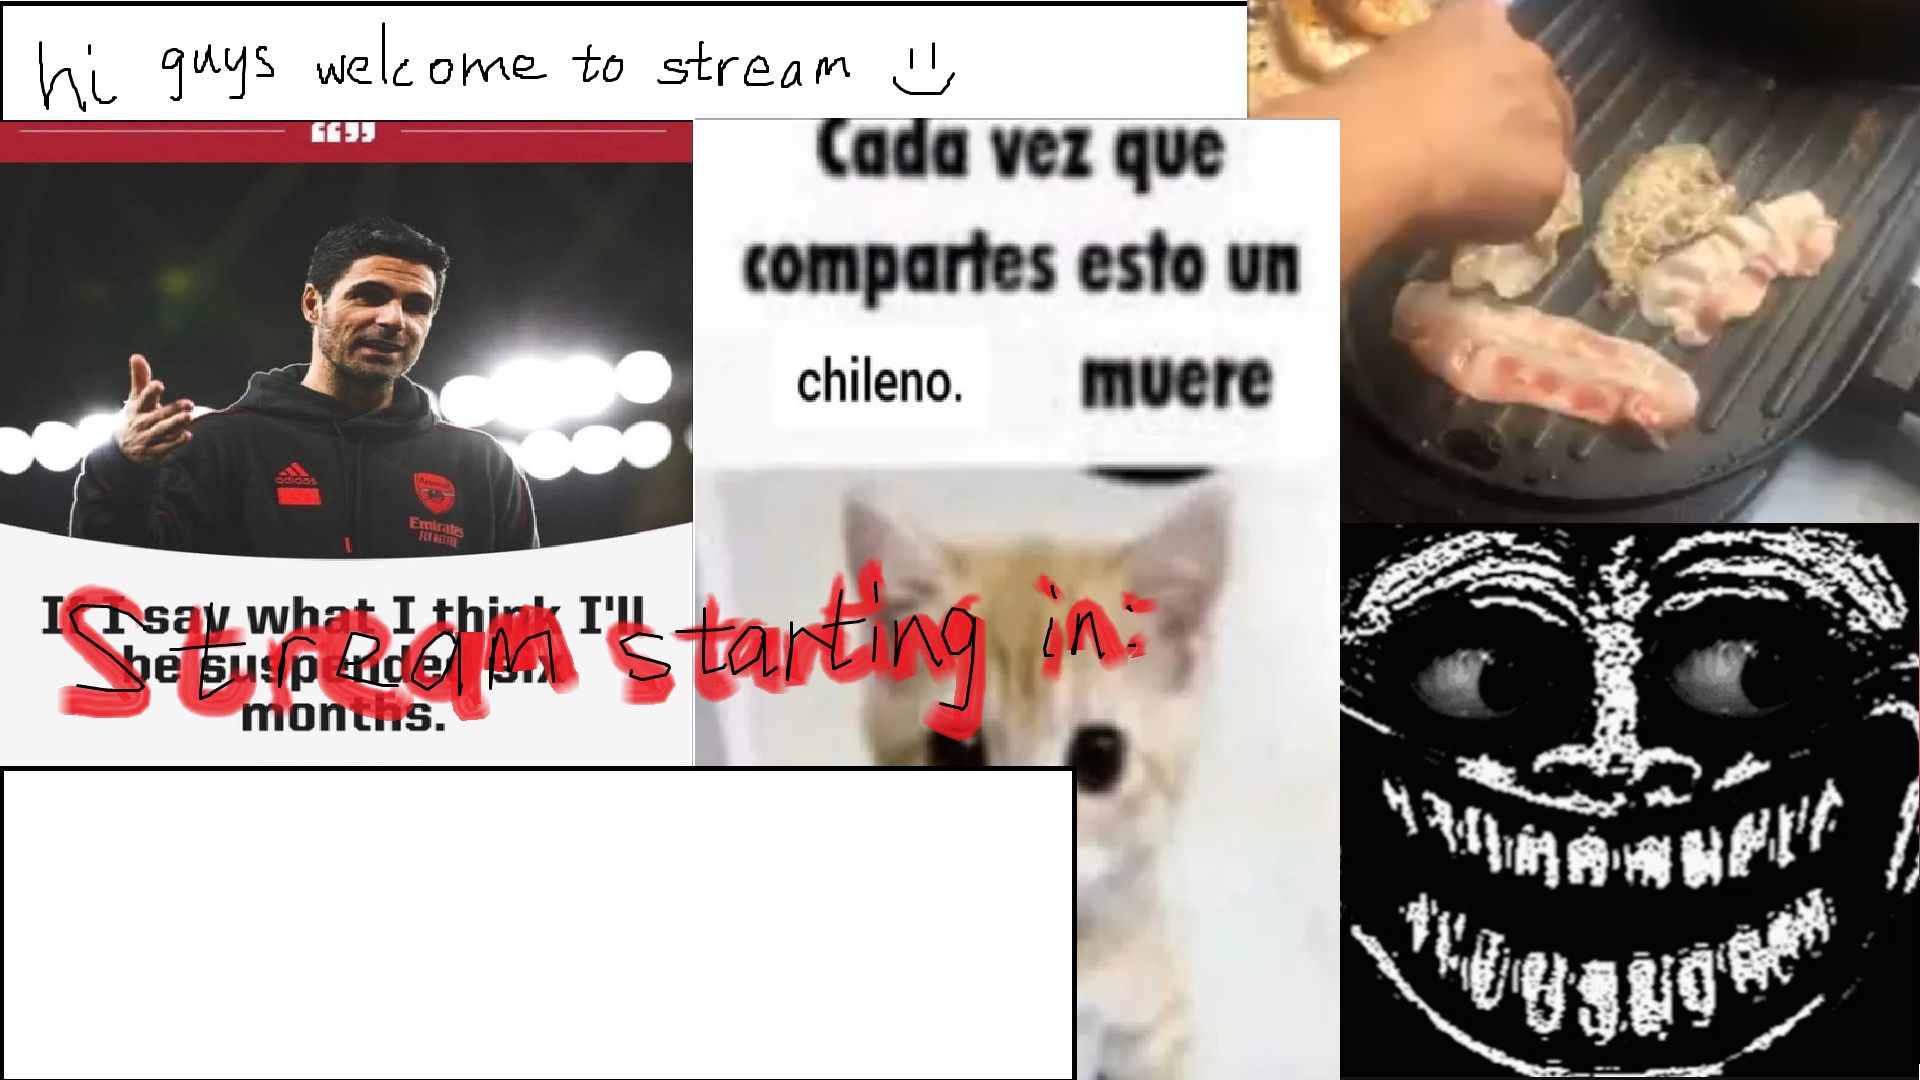 hi guys welcome to stream
If I say what I think I'll
be suspended six
months.
adidas
Arsenal
Emirates
FLY BETTER
Cada vez que
compartes esto un
chileno. muere
Stream starting in: